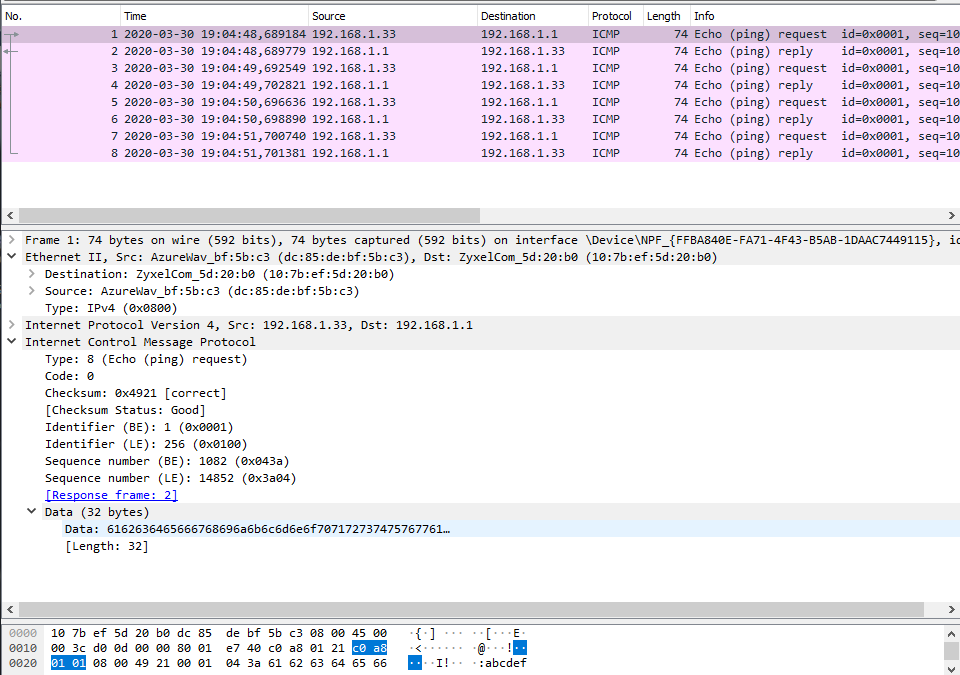 No. Time Source Destination Protocol Length Info
1 2020-03-30 19:04:48,689184 192.168.1.33 192.168.1.1 ICMP 74 Echo (ping) request id=0x0001, seq=10
2 2020-03-30 19:04:48,689779 192.168.1.1 192.168.1.33 ICMP 74 Echo (ping) reply id=0x0001, seq=10
3 2020-03-30 19:04:49,692549 192.168.1.33 192.168.1.1 ICMP 74 Echo (ping) request id=0x0001, seq=10
4 2020-03-30 19:04:49,702821 192.168.1.1 192.168.1.33 ICMP 74 Echo (ping) reply id=0x0001, seq=10
5 2020-03-30 19:04:50,696636 192.168.1.33 192.168.1.1 ICMP 74 Echo (ping) request id=0x0001, seq=10
6 2020-03-30 19:04:50,698890 192.168.1.1 192.168.1.33 ICMP 74 Echo (ping) reply id=0x0001, seq=10
7 2020-03-30 19:04:51,700740 192.168.1.33 192.168.1.1 ICMP 74 Echo (ping) request id=0x0001, seq=10
8 2020-03-30 19:04:51,701381 192.168.1.1 192.168.1.33 ICMP 74 Echo (ping) reply id=0x0001, seq=10
Frame 1: 74 bytes on wire (592 bits), 74 bytes captured (592 bits) on interface \Device\NPF_{FFBA840E-FA71-4F43-B5AB-1DAAC7449115}, id
Ethernet II, Src: AzureWav_bf:5b:c3 (dc:85:de:bf:5b:c3), Dst: ZyxelCom_5d:20:b0 (10:7b:ef:5d:20:b0)
Destination: ZyxelCom_5d:20:b0 (10:7b:ef:5d:20:b0)
Source: AzureWav_bf:5b:c3 (dc:85:de:bf:5b:c3)
Type: IPv4 (0x0800)
Internet Protocol Version 4, Src: 192.168.1.33, Dst: 192.168.1.1
Internet Control Message Protocol
Type: 8 (Echo (ping) request)
Code: 0
Checksum: 0x4921 [correct]
[Checksum Status: Good]
Identifier (BE): 1 (0x0001)
Identifier (LE): 256 (0x0100)
Sequence number (BE): 1082 (0x043a)
Sequence number (LE): 14852 (0x3a04)
[Response frame: 2]
Data (32 bytes)
Data: 6162636465666768696a6b6c6d6e6f7071727374757677​61…
[Length: 32]
0000 10 7b ef 5d 20 b0 dc 85 de bf 5b c3 08 00 45 00 ·{·] ··· ··[···E·
0010 00 3c d0 0d 00 00 80 01 e7 40 c0 a8 01 21 c0 a8 ·<······ ·@···!··
0020 01 01 08 00 49 21 00 01 04 3a 61 62 63 64 65 66 ····I!·· ·:abcdef